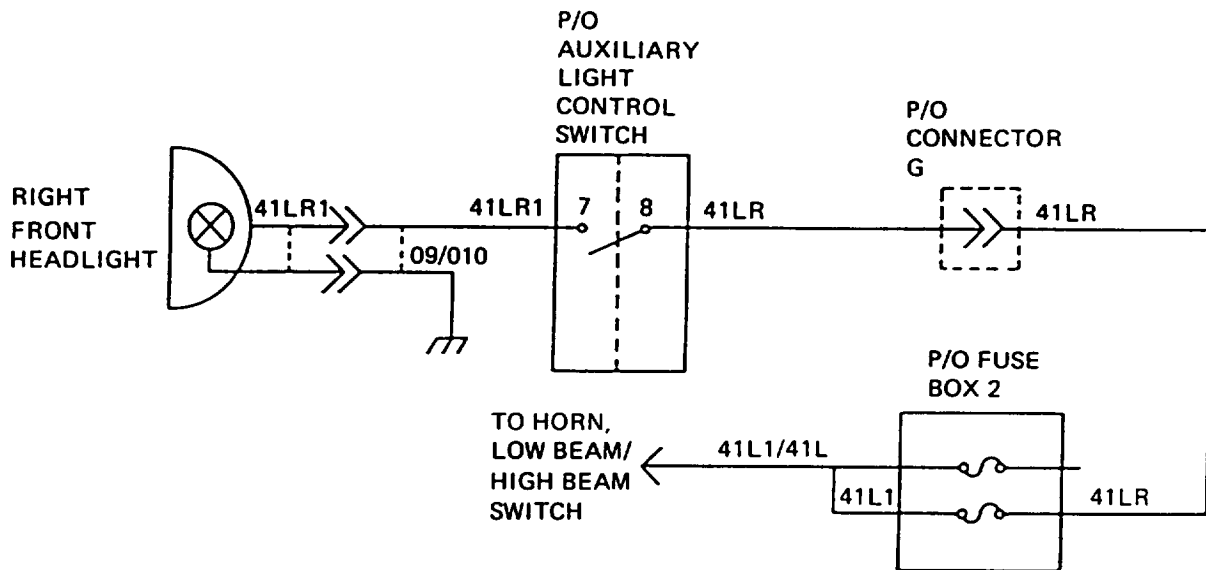 P/O
AUXILIARY
LIGHT
CONTROL
SWITCH
P/O
CONNECTOR
G
RIGHT
FRONT
HEADLIGHT
41LR1
41LR1
7
8
41LR
41LR
09/010
P/O FUSE
BOX 2
TO HORN,
LOW BEAM/
HIGH BEAM
SWITCH
41L1/41L
41L1
41LR